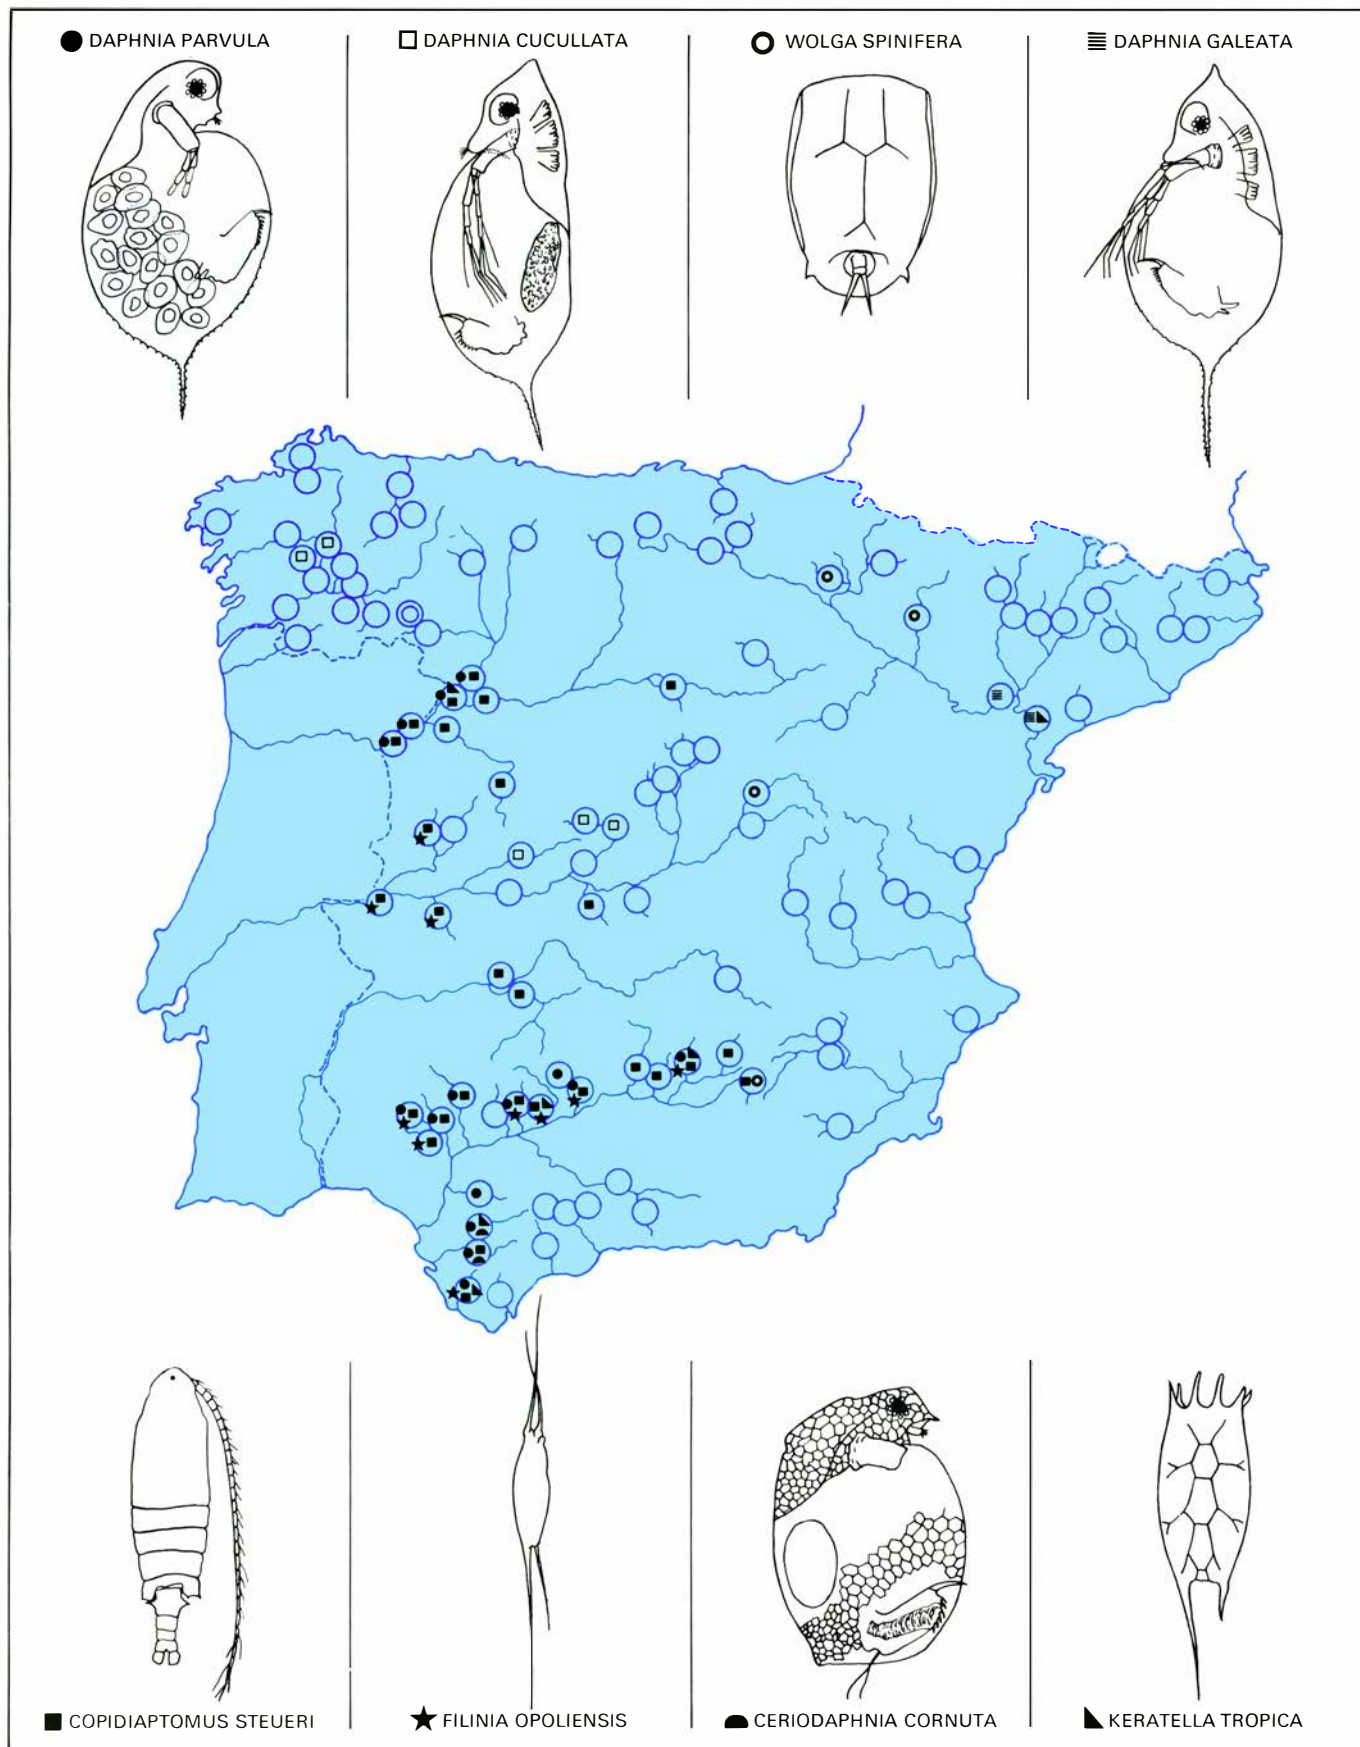 DAPHNIA PARVULA
DAPHNIA CUCULLATA
WOLGA SPINIFERA
DAPHNIA GALEATA
COPIDIAPTOMUS STEUERI
FILINIA OPOLIENSIS
CERIODAPHNIA CORNUTA
KERATELLA TROPICA